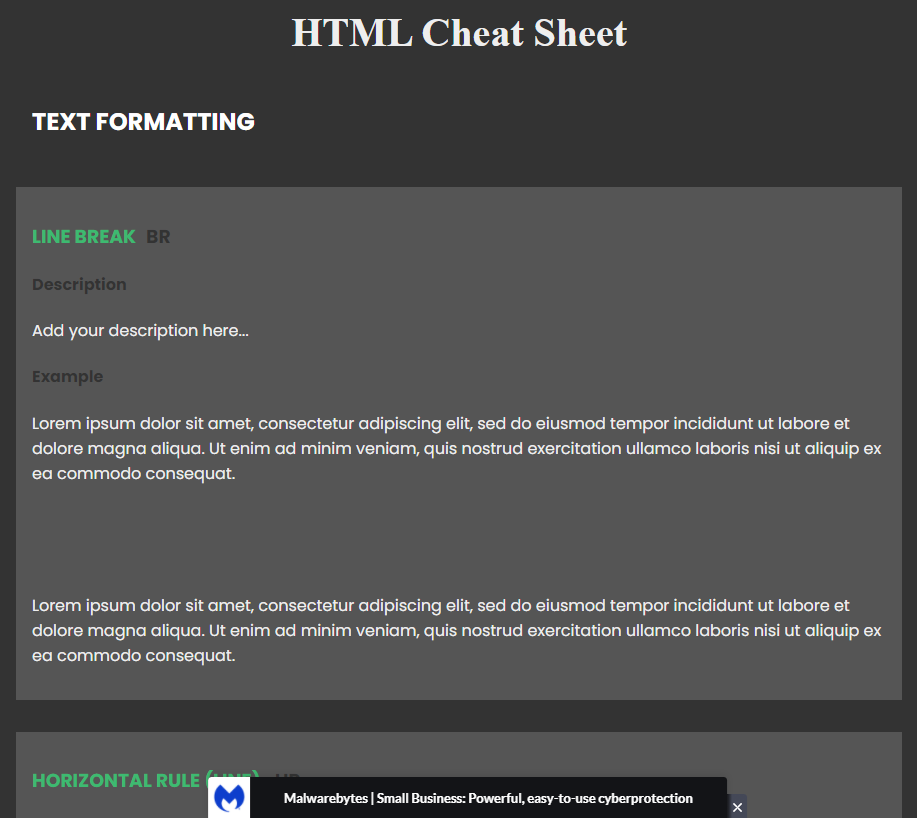 HTML Cheat Sheet
TEXT FORMATTING
LINE BREAK BR
Description
Add your description here...
Example
Lorem ipsum dolor sit amet, consectetur adipiscing elit, sed do eiusmod tempor incididunt ut labore et
dolore magna aliqua. Ut enim ad minim veniam, quis nostrud exercitation ullamco laboris nisi ut aliquip ex
ea commodo consequat.
Lorem ipsum dolor sit amet, consectetur adipiscing elit, sed do eiusmod tempor incididunt ut labore et
dolore magna aliqua. Ut enim ad minim veniam, quis nostrud exercitation ullamco laboris nisi ut aliquip ex
ea commodo consequat.
HORIZONTAL RULE (LINE) HR
Malwarebytes | Small Business: Powerful, easy-to-use cyberprotection